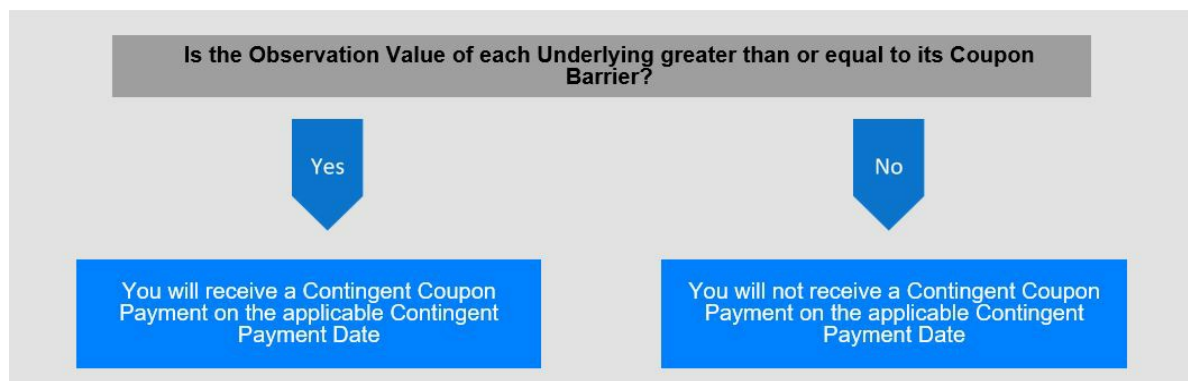 Is the Observation Value of each Underlying greater than or equal to its Coupon
Barrier?
Yes
No
You will receive a Contingent Coupon
Payment on the applicable Contingent
Payment Date
You will not receive a Contingent Coupon
Payment on the applicable Contingent
Payment Date